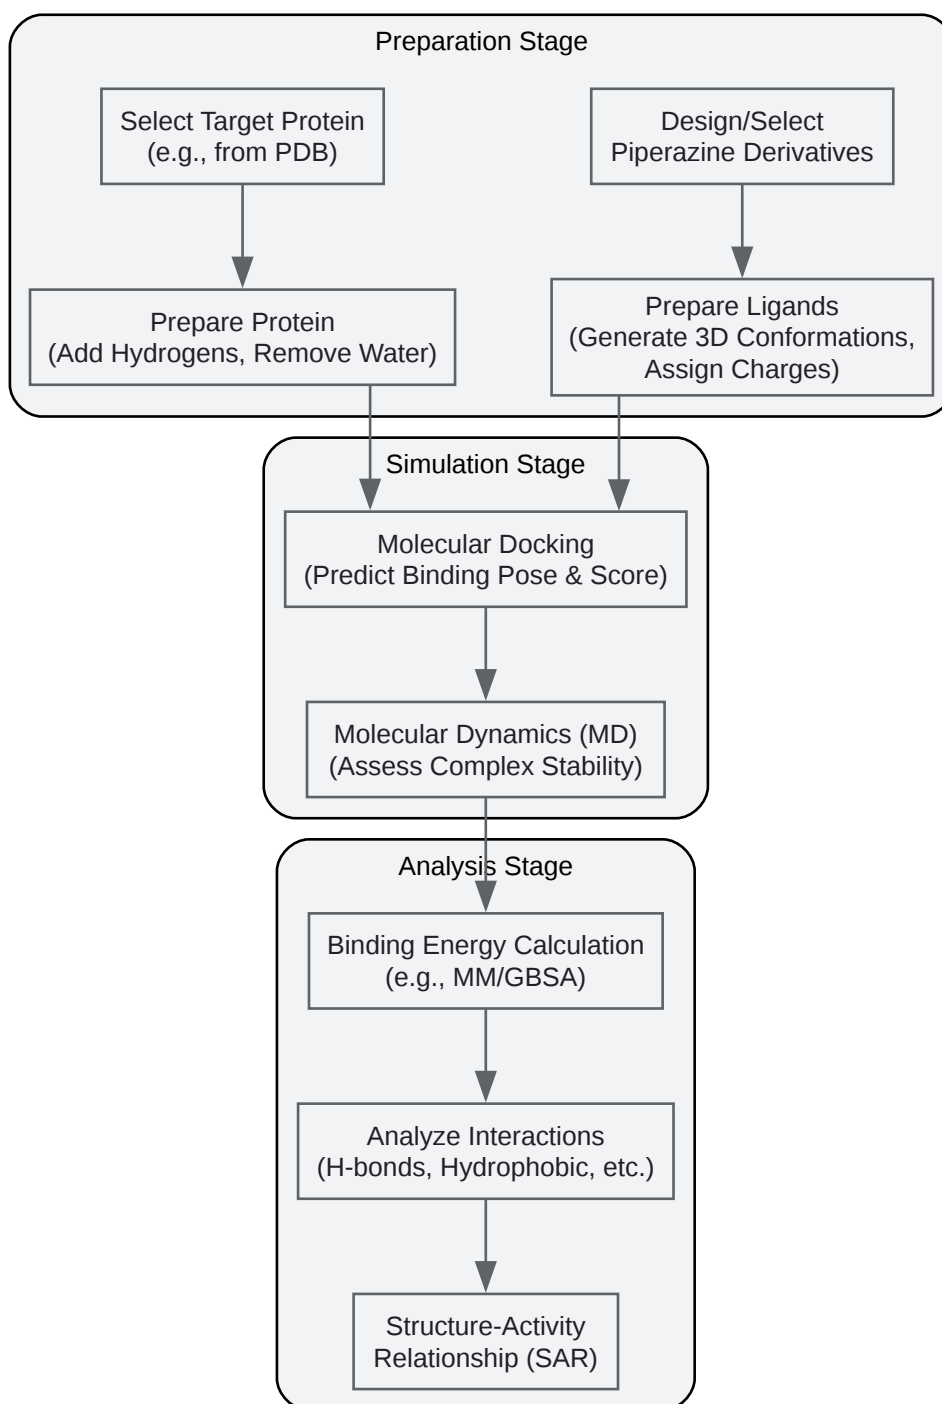 Preparation Stage
Select Target Protein
(e.g., from PDB)
Design/Select
Piperazine Derivatives
Prepare Protein
(Add Hydrogens, Remove Water)
Prepare Ligands
(Generate 3D Conformations,
Assign Charges)
Simulation Stage
Molecular Docking
(Predict Binding Pose & Score)
Molecular Dynamics (MD)
(Assess Complex Stability)
Analysis Stage
Binding Energy Calculation
(e.g., MM/GBSA)
Analyze Interactions
(H-bonds, Hydrophobic, etc.)
Structure-Activity
Relationship (SAR)